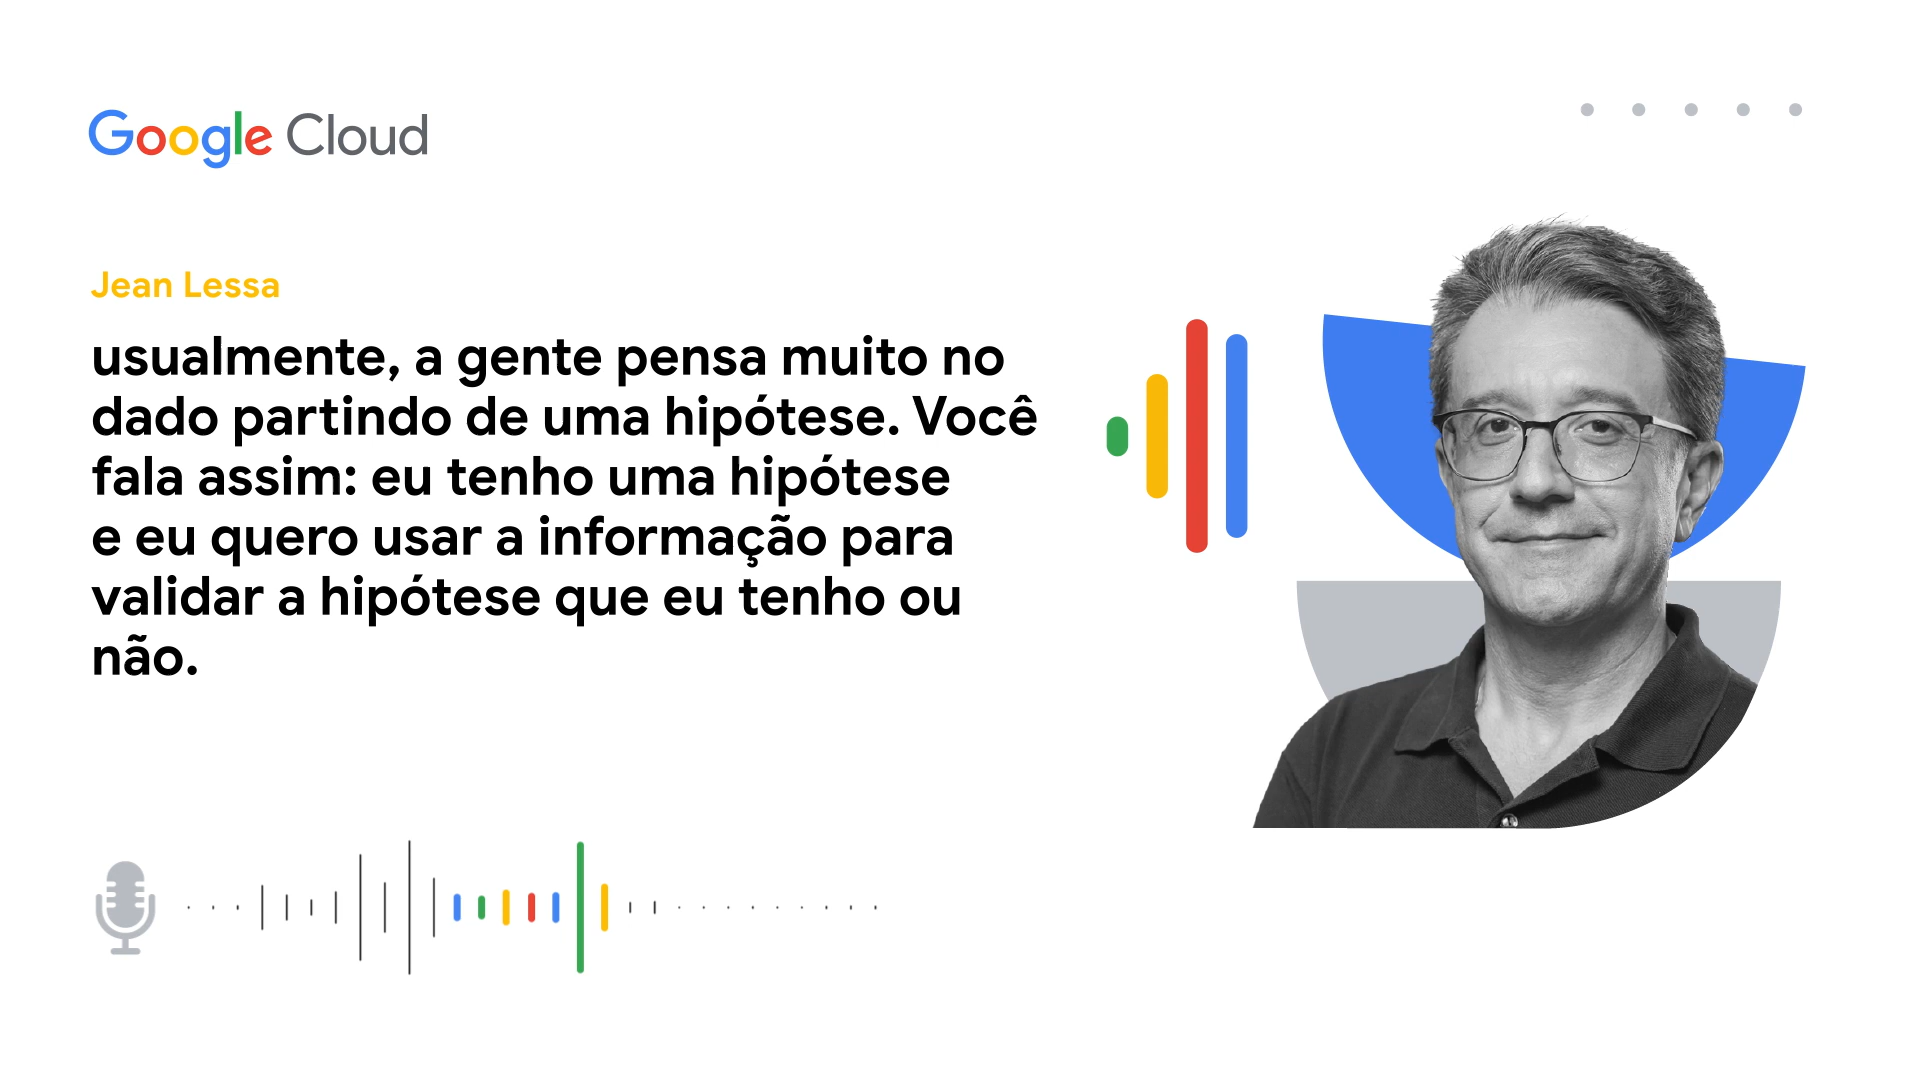 Google Cloud
Jean Lessa
usualmente, a gente pensa muito no
dado partindo de uma hipótese. Você
fala assim: eu tenho uma hipótese
e eu quero usar a informação para
validar a hipótese que eu tenho ou
não.